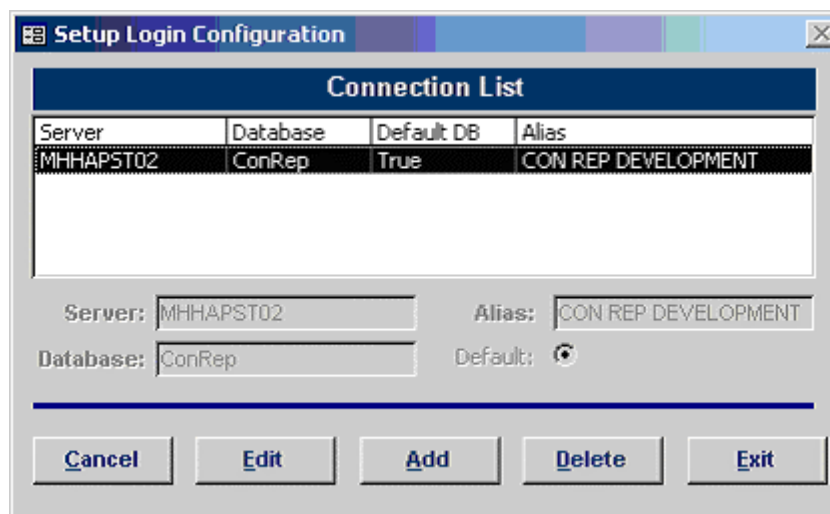 Setup Login Configuration
Connection List
Server Database Default DB Alias
MHHAPST02 ConRep True CON REP DEVELOPMENT
Server: MHHAPST02 Alias: CON REP DEVELOPMENT
Database: ConRep Default:
Cancel Edit Add Delete Exit